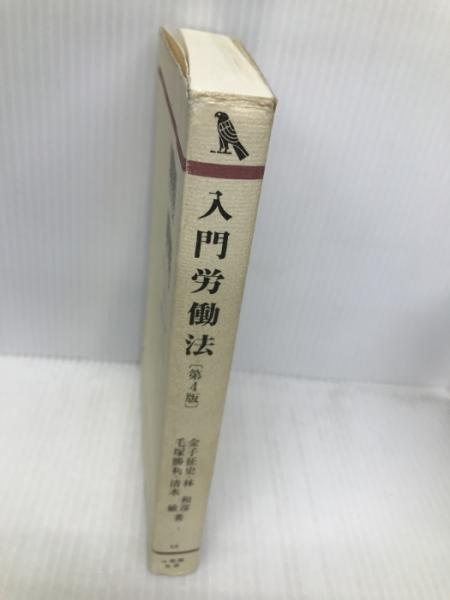 入門労働法
〔第4版〕
金子征史 林 和彦
毛塚勝利 清水 敏 著